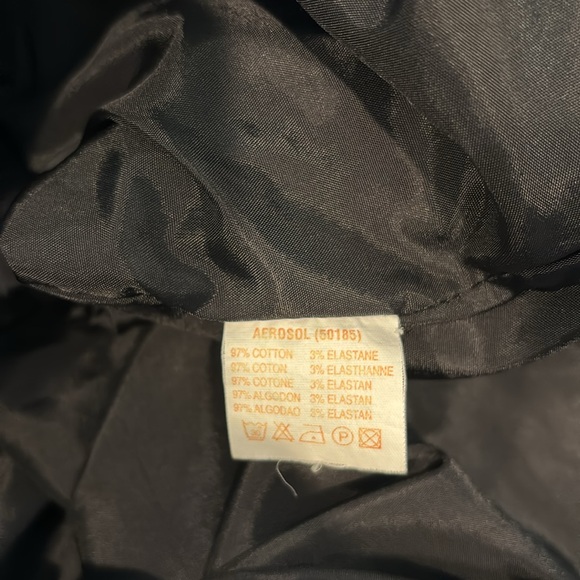 AEROSOL (50185)
97% COTTON 3% ELASTANE
97% COTON 3% ELASTHANNE
97% COTONE 3% ELASTAN
97% ALGODON 3% ELASTAN
97% ALGODAO 3% ELASTAN
P